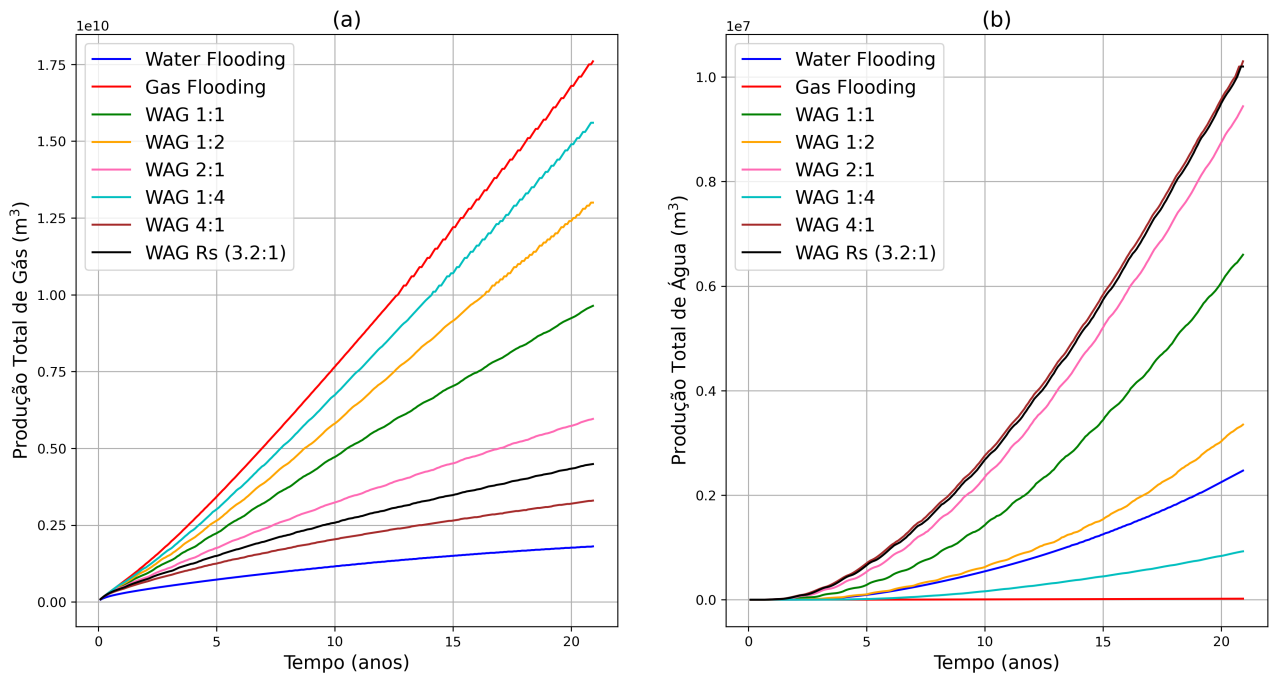 (a)
1e10
Water Flooding
Gas Flooding
WAG 1:1
WAG 1:2
WAG 2:1
WAG 1:4
WAG 4:1
WAG Rs (3.2:1)
1.75
1.50
1.25
1.00
0.75
0.50
0.25
0.00
Produção Total de Gás (m³)
0 5 10 15 20
Tempo (anos)
(b)
1e7
Water Flooding
Gas Flooding
WAG 1:1
WAG 1:2
WAG 2:1
WAG 1:4
WAG 4:1
WAG Rs (3.2:1)
1.0
0.8
0.6
0.4
0.2
0.0
Produção Total de Água (m³)
0 5 10 15 20
Tempo (anos)